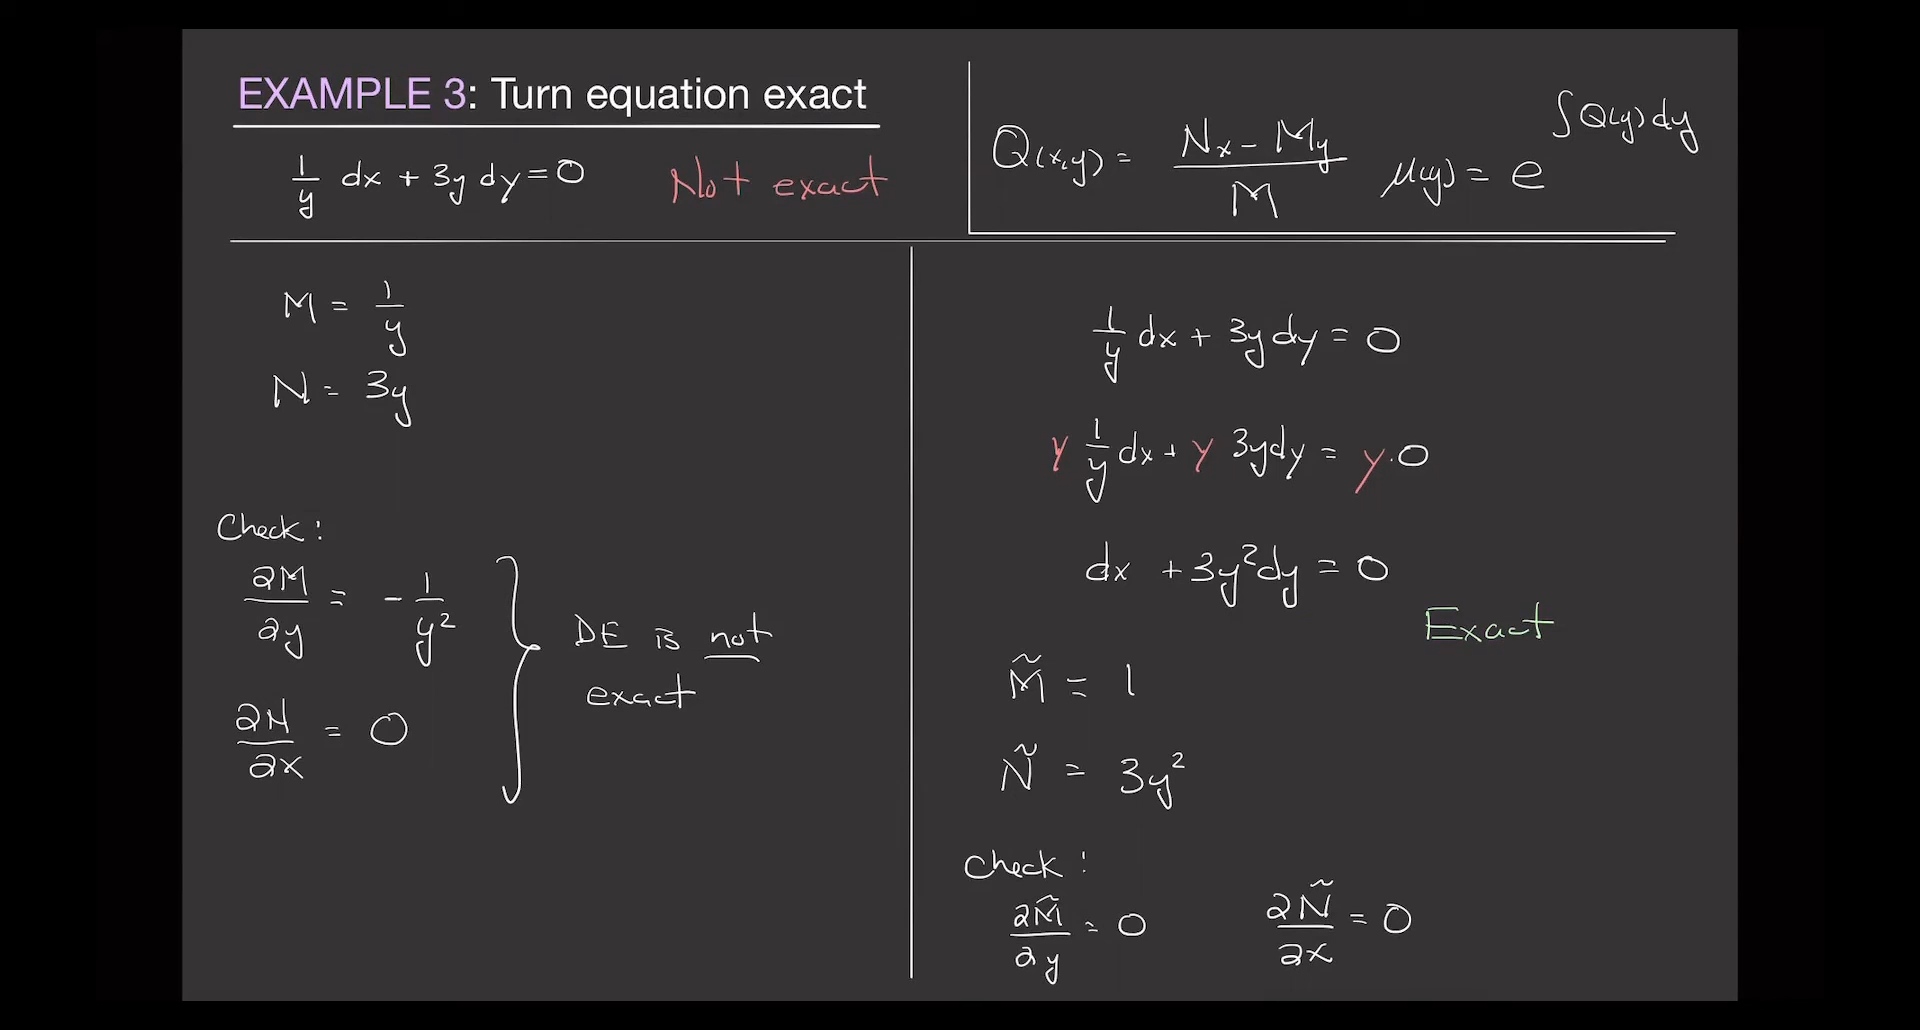 EXAMPLE 3: Turn equation exact
1/y dx + 3y dy = 0 Not exact
Q(x,y) = (Nx - My)/M μ(y) = e^∫Q(y)dy
M = 1/y
N = 3y
Check:
∂M/∂y = -1/y²
∂N/∂x = 0
DE is not
exact
1/y dx + 3y dy = 0
y 1/y dx + y 3y dy = y·0
dx + 3y² dy = 0
Exact
M̃ = 1
Ñ = 3y²
Check:
∂M̃/∂y = 0 ∂Ñ/∂x = 0